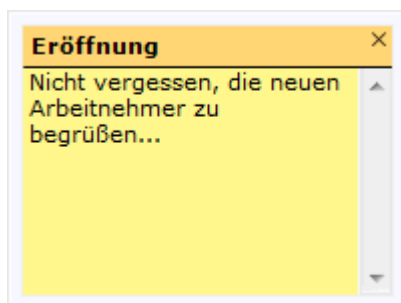 Eröffnung
Nicht vergessen, die neuen
Arbeitnehmer zu
begrüßen...